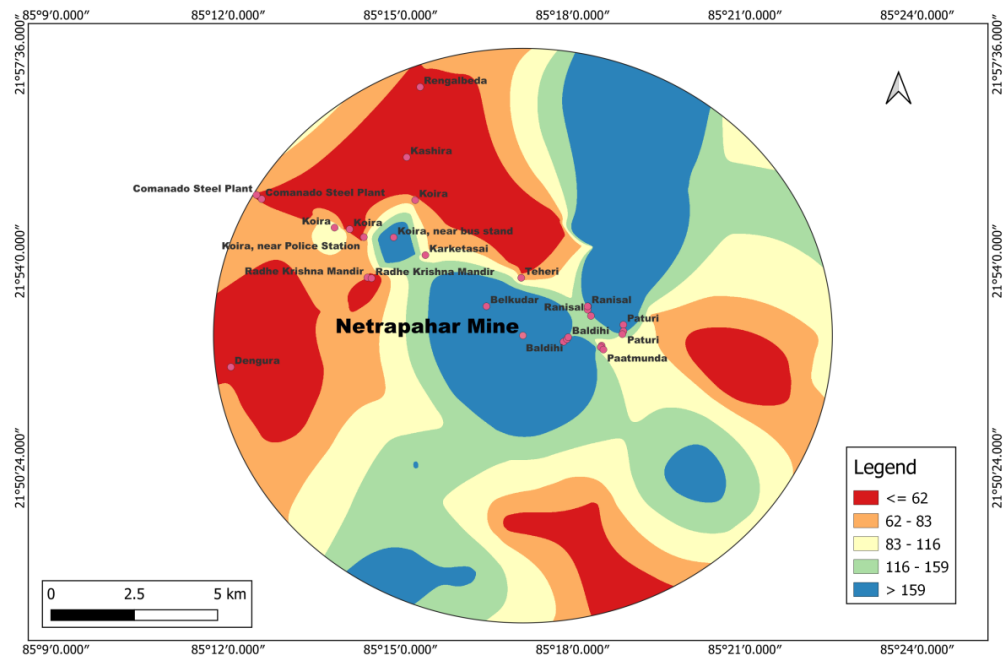 85°9′0.000″ 85°12′0.000″ 85°15′0.000″ 85°18′0.000″ 85°21′0.000″ 85°24′0.000″
21°57′36.000″ 21°57′36.000″
Rengalbeda
Kashira
Comanado Steel Plant Comanado Steel Plant
Koira
Koira Koira
Koira, near bus stand
Koira, near Police Station
Karketasai
21°54′0.000″ 21°54′0.000″
Radhe Krishna Mandir Radhe Krishna Mandir
Teheri
Belkudar
Ranisal Ranisal
Netrapahar Mine
Paturi
Baldihi
Baldihi
Paturi
Paatmunda
Dengura
21°50′24.000″ 21°50′24.000″
Legend
<= 62
62 - 83
83 - 116
116 - 159
> 159
0 2.5 5 km
85°9′0.000″ 85°12′0.000″ 85°15′0.000″ 85°18′0.000″ 85°21′0.000″ 85°24′0.000″